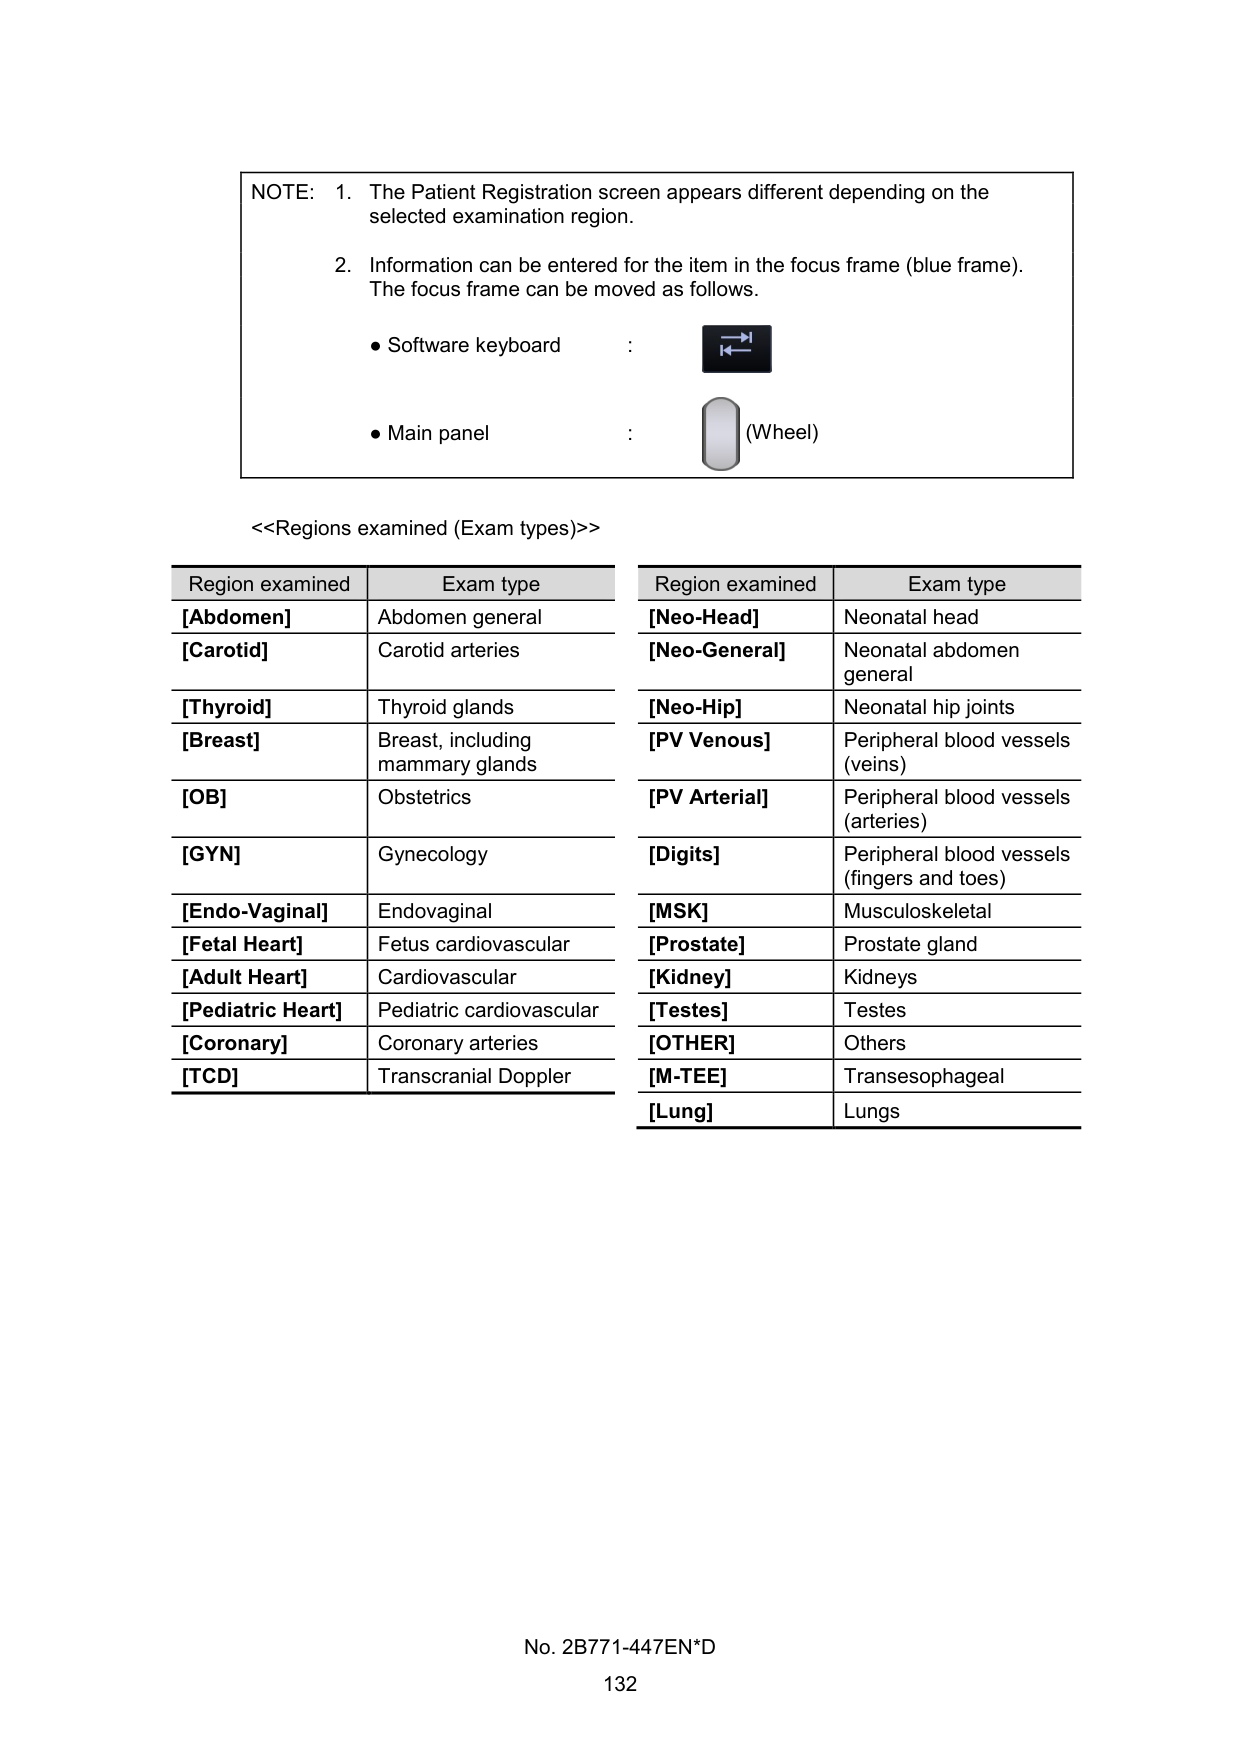 NOTE: 1. The Patient Registration screen appears different depending on the
selected examination region.
2. Information can be entered for the item in the focus frame (blue frame).
The focus frame can be moved as follows.
● Software keyboard :
● Main panel : (Wheel)
<<Regions examined (Exam types)>>
Region examined Exam type
[Abdomen] Abdomen general
[Carotid] Carotid arteries
[Thyroid] Thyroid glands
[Breast] Breast, including
mammary glands
[OB] Obstetrics
[GYN] Gynecology
[Endo-Vaginal] Endovaginal
[Fetal Heart] Fetus cardiovascular
[Adult Heart] Cardiovascular
[Pediatric Heart] Pediatric cardiovascular
[Coronary] Coronary arteries
[TCD] Transcranial Doppler
Region examined Exam type
[Neo-Head] Neonatal head
[Neo-General] Neonatal abdomen
general
[Neo-Hip] Neonatal hip joints
[PV Venous] Peripheral blood vessels
(veins)
[PV Arterial] Peripheral blood vessels
(arteries)
[Digits] Peripheral blood vessels
(fingers and toes)
[MSK] Musculoskeletal
[Prostate] Prostate gland
[Kidney] Kidneys
[Testes] Testes
[OTHER] Others
[M-TEE] Transesophageal
[Lung] Lungs
No. 2B771-447EN*D
132